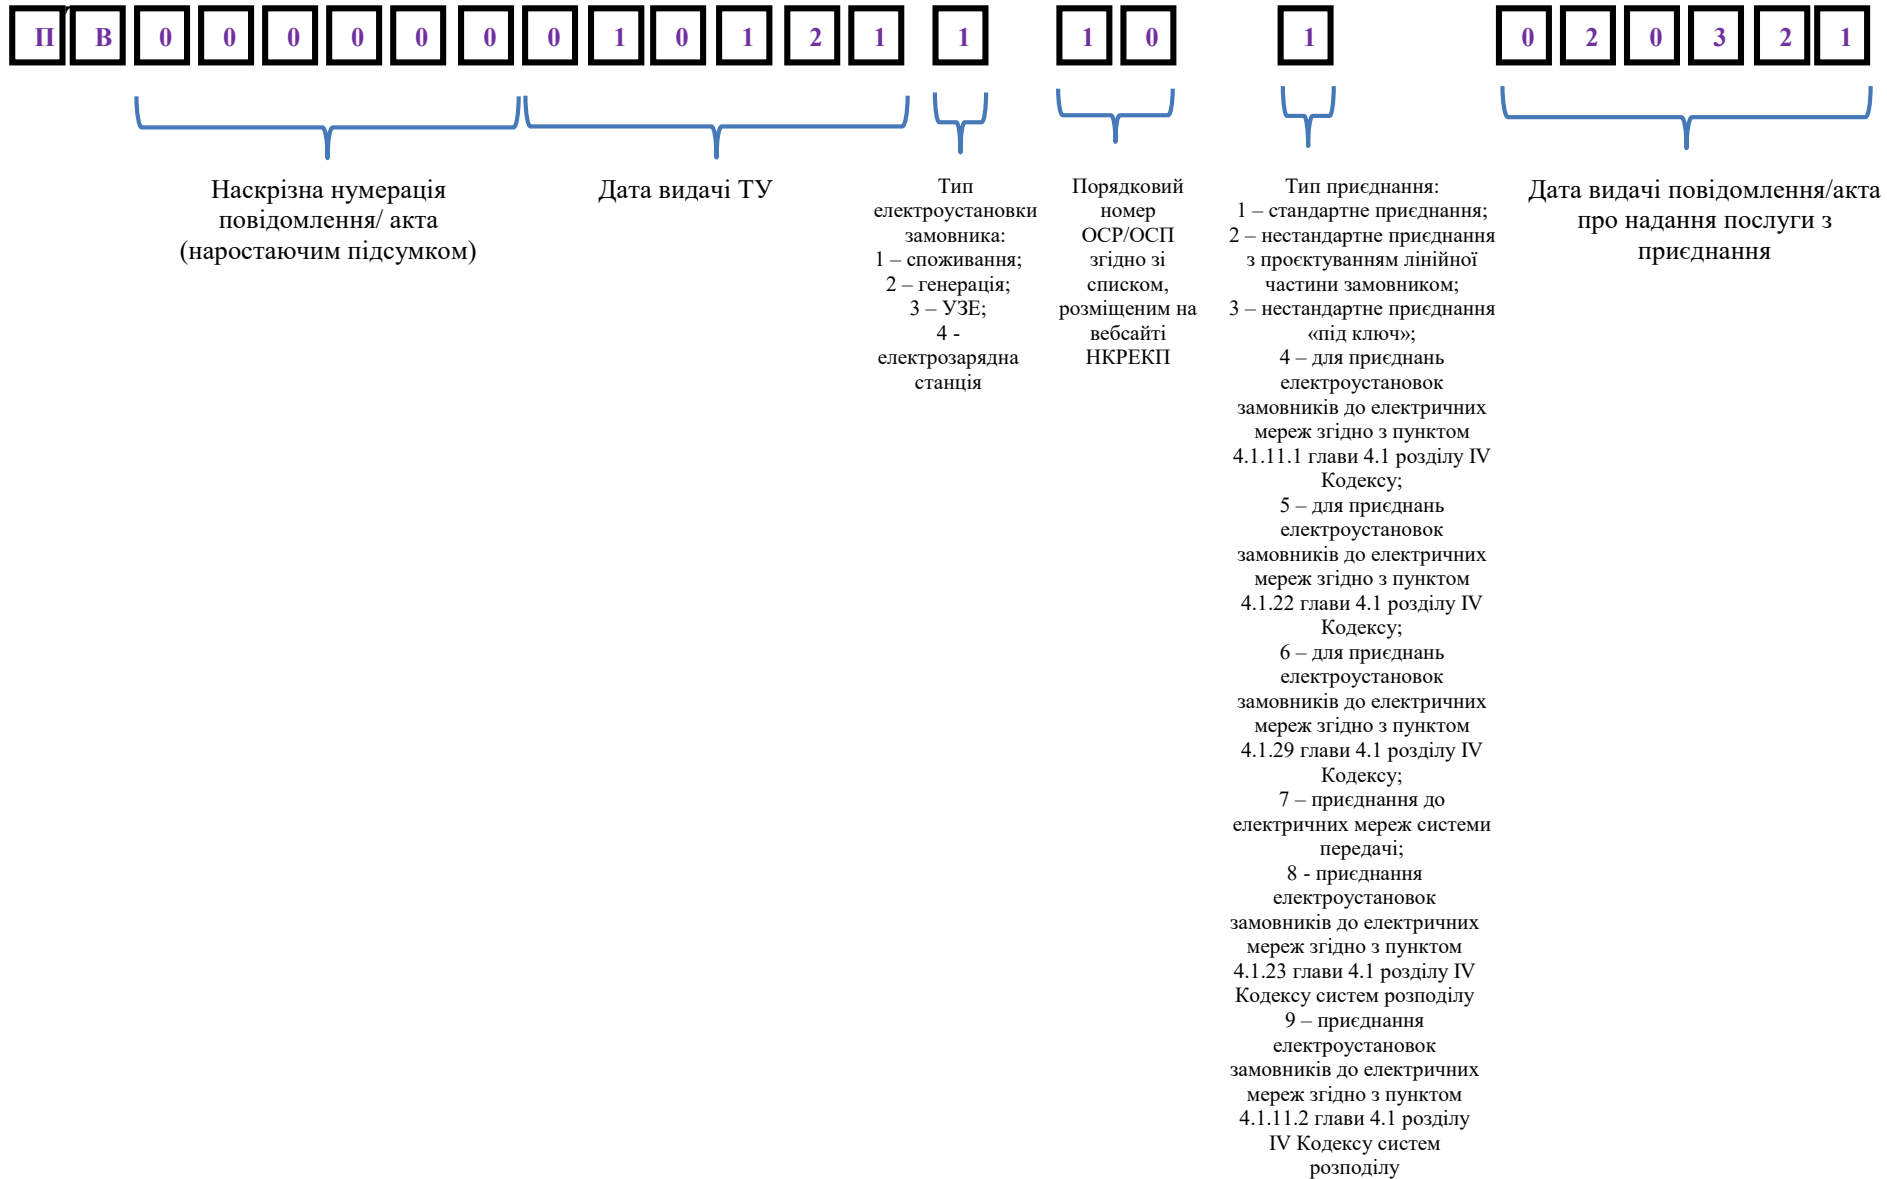 П В 0 0 0 0 0 0 0 1 0 1 2 1 1 1 0 1 0 2 0 3 2 1
Наскрізна нумерація
повідомлення/ акта
(наростаючим підсумком)
Дата видачі ТУ
Тип
електроустановки
замовника:
1 – споживання;
2 – генерація;
3 – УЗЕ;
4 -
електрозарядна
станція
Порядковий
номер
ОСР/ОСП
згідно зі
списком,
розміщеним на
вебсайті
НКРЕКП
Тип приєднання:
1 – стандартне приєднання;
2 – нестандартне приєднання
з проєктуванням лінійної
частини замовником;
3 – нестандартне приєднання
«під ключ»;
4 – для приєднань
електроустановок
замовників до електричних
мереж згідно з пунктом
4.1.11.1 глави 4.1 розділу IV
Кодексу;
5 – для приєднань
електроустановок
замовників до електричних
мереж згідно з пунктом
4.1.22 глави 4.1 розділу IV
Кодексу;
6 – для приєднань
електроустановок
замовників до електричних
мереж згідно з пунктом
4.1.29 глави 4.1 розділу IV
Кодексу;
7 – приєднання до
електричних мереж системи
передачі;
8 - приєднання
електроустановок
замовників до електричних
мереж згідно з пунктом
4.1.23 глави 4.1 розділу IV
Кодексу систем розподілу
9 – приєднання
електроустановок
замовників до електричних
мереж згідно з пунктом
4.1.11.2 глави 4.1 розділу
IV Кодексу систем
розподілу
Дата видачі повідомлення/акта
про надання послуги з
приєднання